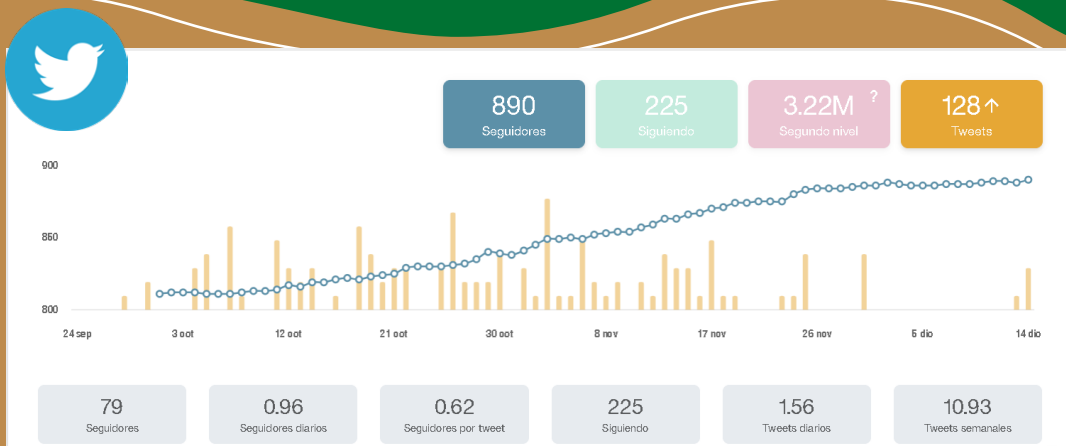 890
Seguidores
225
Siguiendo
3.22M ?
Segundo nivel
128↑
Tweets
900
850
800
24 sep
3 oct
12 oct
21 oct
30 oct
8 nov
17 nov
26 nov
5 dic
14 dic
79
Seguidores
0.96
Seguidores diarios
0.62
Seguidores por tweet
225
Siguiendo
1.56
Tweets diarios
10.93
Tweets semanales